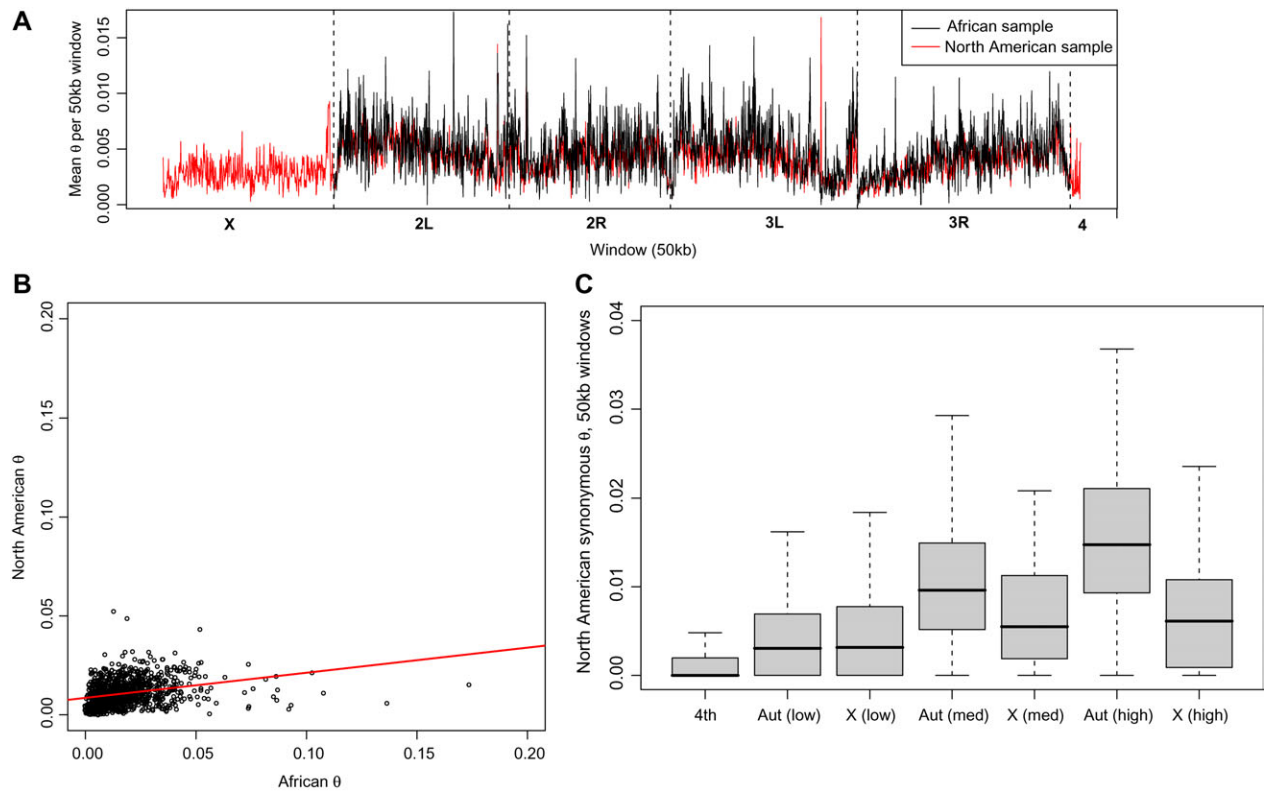 A
African sample
North American sample
Mean θ per 50kb window
0.015
0.010
0.005
0.000
X 2L 2R 3L 3R 4
Window (50kb)
B
North American θ
0.20
0.15
0.10
0.05
0.00
0.00 0.05 0.10 0.15 0.20
African θ
C
North American synonymous θ, 50kb windows
0.04
0.03
0.02
0.01
0.00
4th Aut (low) X (low) Aut (med) X (med) Aut (high) X (high)